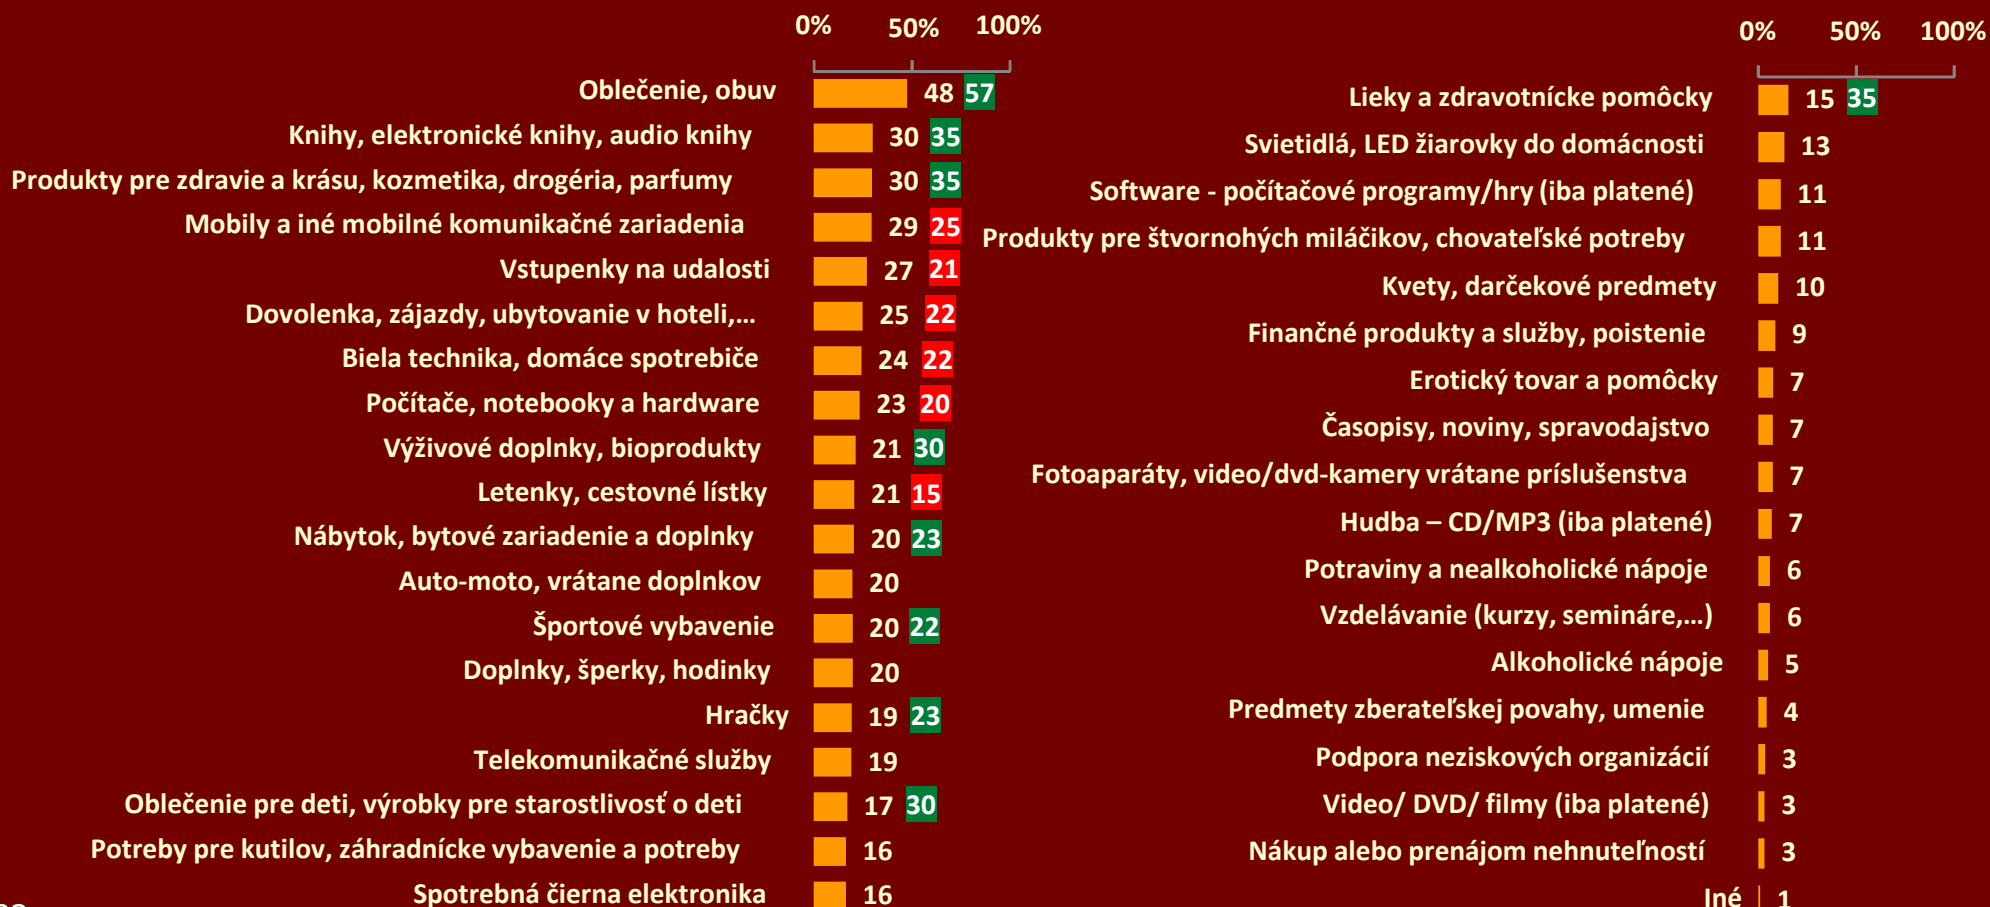 0% 50% 100%
Oblečenie, obuv 48 57
Knihy, elektronické knihy, audio knihy 30 35
Produkty pre zdravie a krásu, kozmetika, drogéria, parfumy 30 35
Mobily a iné mobilné komunikačné zariadenia 29 25
Vstupenky na udalosti 27 21
Dovolenka, zájazdy, ubytovanie v hoteli,... 25 22
Biela technika, domáce spotrebiče 24 22
Počítače, notebooky a hardware 23 20
Výživové doplnky, bioprodukty 21 30
Letenky, cestovné lístky 21 15
Nábytok, bytové zariadenie a doplnky 20 23
Auto-moto, vrátane doplnkov 20
Športové vybavenie 20 22
Doplnky, šperky, hodinky 20
Hračky 19 23
Telekomunikačné služby 19
Oblečenie pre deti, výrobky pre starostlivosť o deti 17 30
Potreby pre kutilov, záhradnícke vybavenie a potreby 16
Spotrebná čierna elektronika 16
0% 50% 100%
Lieky a zdravotnícke pomôcky 15 35
Svietidlá, LED žiarovky do domácnosti 13
Software - počítačové programy/hry (iba platené) 11
Produkty pre štvornohých miláčikov, chovateľské potreby 11
Kvety, darčekové predmety 10
Finančné produkty a služby, poistenie 9
Erotický tovar a pomôcky 7
Časopisy, noviny, spravodajstvo 7
Fotoaparáty, video/dvd-kamery vrátane príslušenstva 7
Hudba – CD/MP3 (iba platené) 7
Potraviny a nealkoholické nápoje 6
Vzdelávanie (kurzy, semináre,...) 6
Alkoholické nápoje 5
Predmety zberateľskej povahy, umenie 4
Podpora neziskových organizácií 3
Video/ DVD/ filmy (iba platené) 3
Nákup alebo prenájom nehnuteľností 3
Iné 1